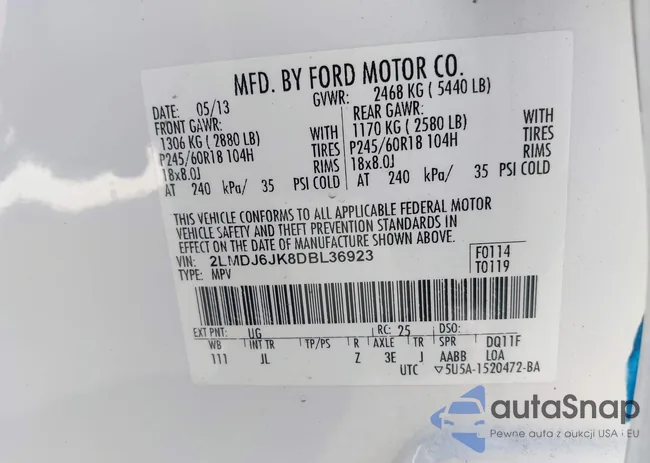 MFD. BY FORD MOTOR CO.
DATE: 05/13 GVWR: 2468 KG ( 5440 LB)
FRONT GAWR: REAR GAWR:
1306 KG ( 2880 LB) WITH 1170 KG ( 2580 LB) WITH
P245/60R18 104H TIRES P245/60R18 104H TIRES
18x8.0J RIMS 18x8.0J RIMS
AT 240 kPa/ 35 PSI COLD AT 240 kPa/ 35 PSI COLD
THIS VEHICLE CONFORMS TO ALL APPLICABLE FEDERAL MOTOR
VEHICLE SAFETY AND THEFT PREVENTION STANDARDS IN
EFFECT ON THE DATE OF MANUFACTURE SHOWN ABOVE.
VIN: 2LMDJ6JK8DBL36923 F0114
TYPE: MPV T0119
EXT PNT: UG RC: 25 DSO:
WB INT TR TP/PS R AXLE TR SPR DQ11F
111 JL Z 3E J AABB LOA
UTC ▽5U5A-1520472-BA
autaSnap
Pewne auta z aukcji USA · EU